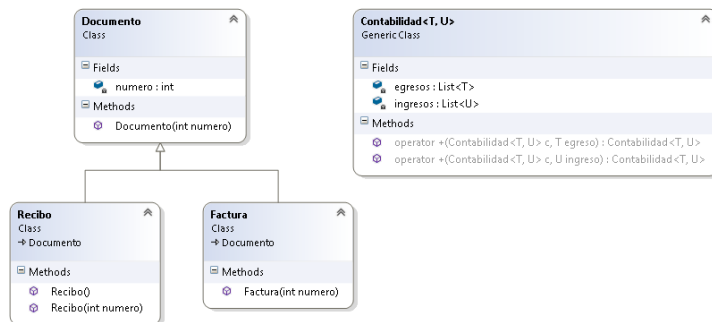 Documento
Class
Fields
numero : int
Methods
Documento(int numero)
Contabilidad<T, U>
Generic Class
Fields
egresos : List<T>
ingresos : List<U>
Methods
operator +(Contabilidad<T, U> c, T egreso) : Contabilidad<T, U>
operator +(Contabilidad<T, U> c, U ingreso) : Contabilidad<T, U>
Recibo
Class
Documento
Methods
Recibo()
Recibo(int numero)
Factura
Class
Documento
Methods
Factura(int numero)